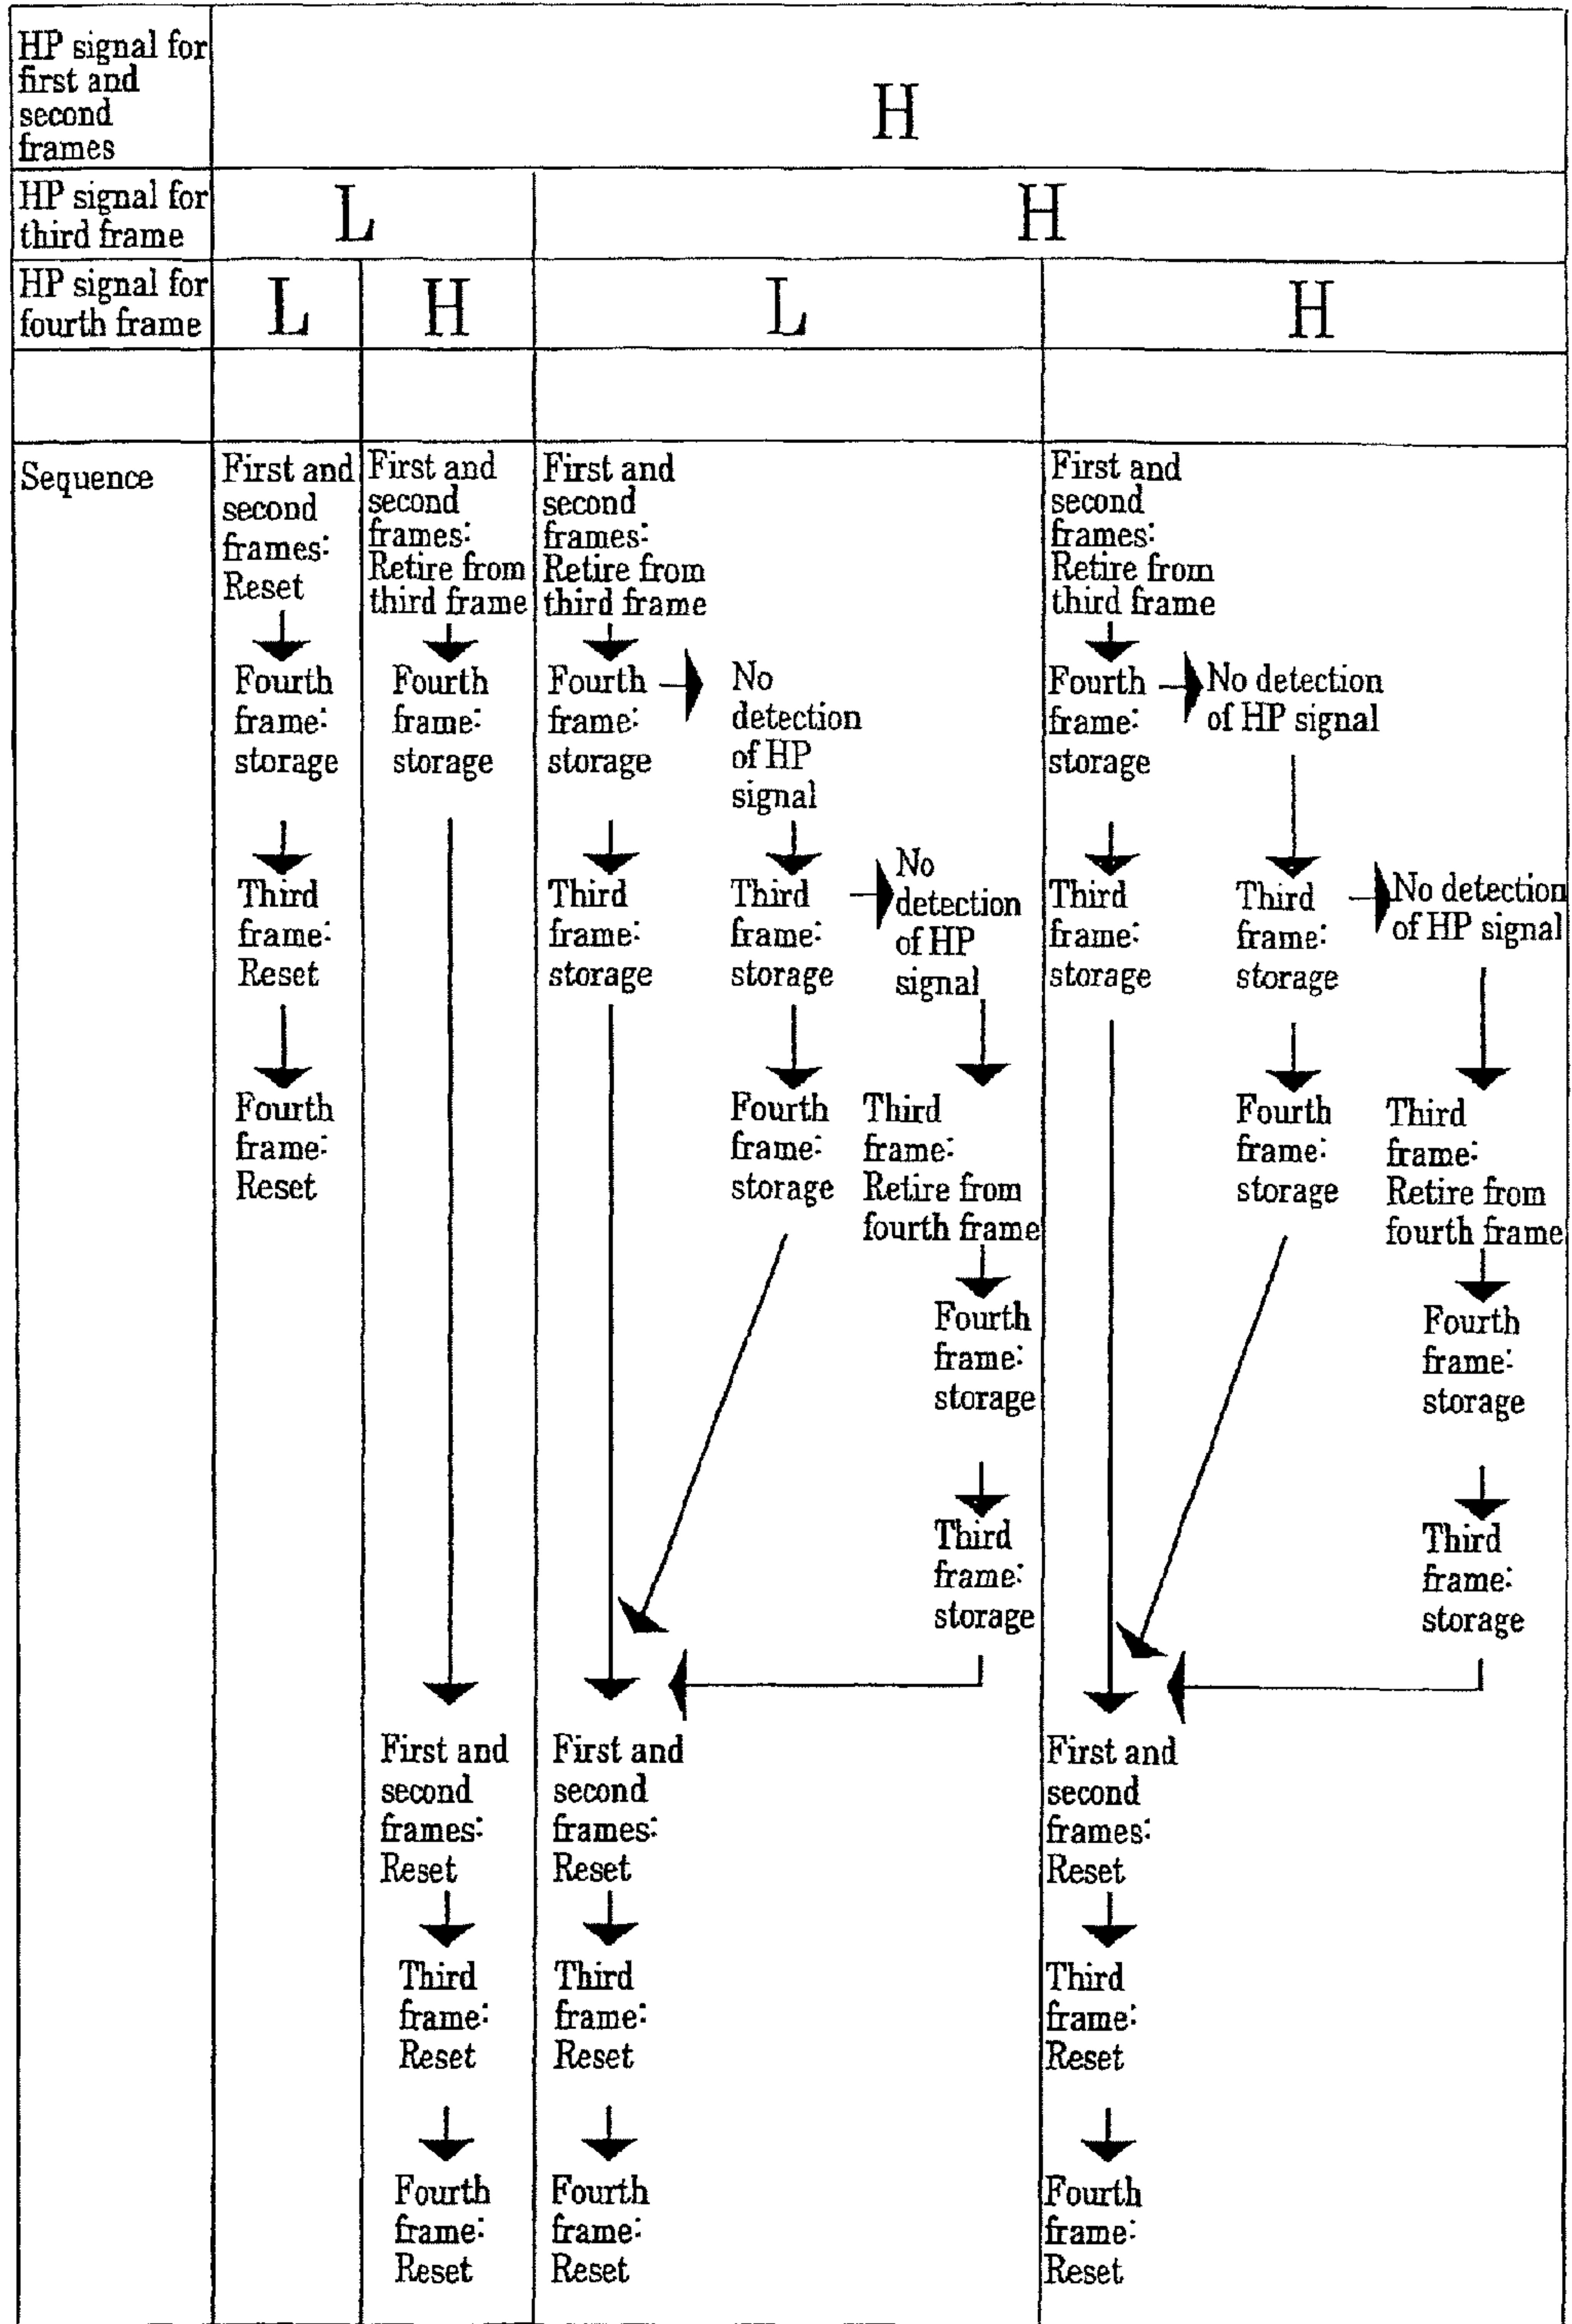 HP signal for
first and
second
frames
H
HP signal for
third frame
L
H
HP signal for
fourth frame
L
H
L
H
Sequence
First and
second
frames:
Reset
Fourth
frame:
storage
Third
frame:
Reset
Fourth
frame:
Reset
First and
second
frames:
Retire from
third frame
Fourth
frame:
storage
First and
second
frames:
Reset
Third
frame:
Reset
Fourth
frame:
Reset
First and
second
frames:
Retire from
third frame
Fourth
frame:
storage
No
detection
of HP
signal
Third
frame:
storage
Third
frame:
storage
No
detection
of HP
signal
Fourth
frame:
storage
Third
frame:
Retire from
fourth frame
Fourth
frame:
storage
Third
frame:
storage
First and
second
frames:
Reset
Third
frame:
Reset
Fourth
frame:
Reset
First and
second
frames:
Retire from
third frame
Fourth
frame:
storage
No detection
of HP signal
Third
frame:
storage
Third
frame:
storage
No detection
of HP signal
Fourth
frame:
storage
Third
frame:
Retire from
fourth frame
Fourth
frame:
storage
Third
frame:
storage
First and
second
frames:
Reset
Third
frame:
Reset
Fourth
frame:
Reset